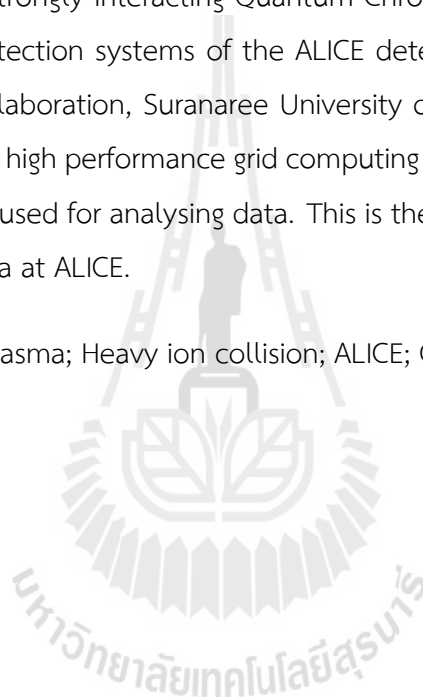 strongly interacting Quantum Chro
tection systems of the ALICE dete
laboration, Suranaree University o
high performance grid computing
used for analysing data. This is the
a at ALICE.
asma; Heavy ion collision; ALICE; C
มหาวิทยาลัยเทคโนโลยีสุรนารี